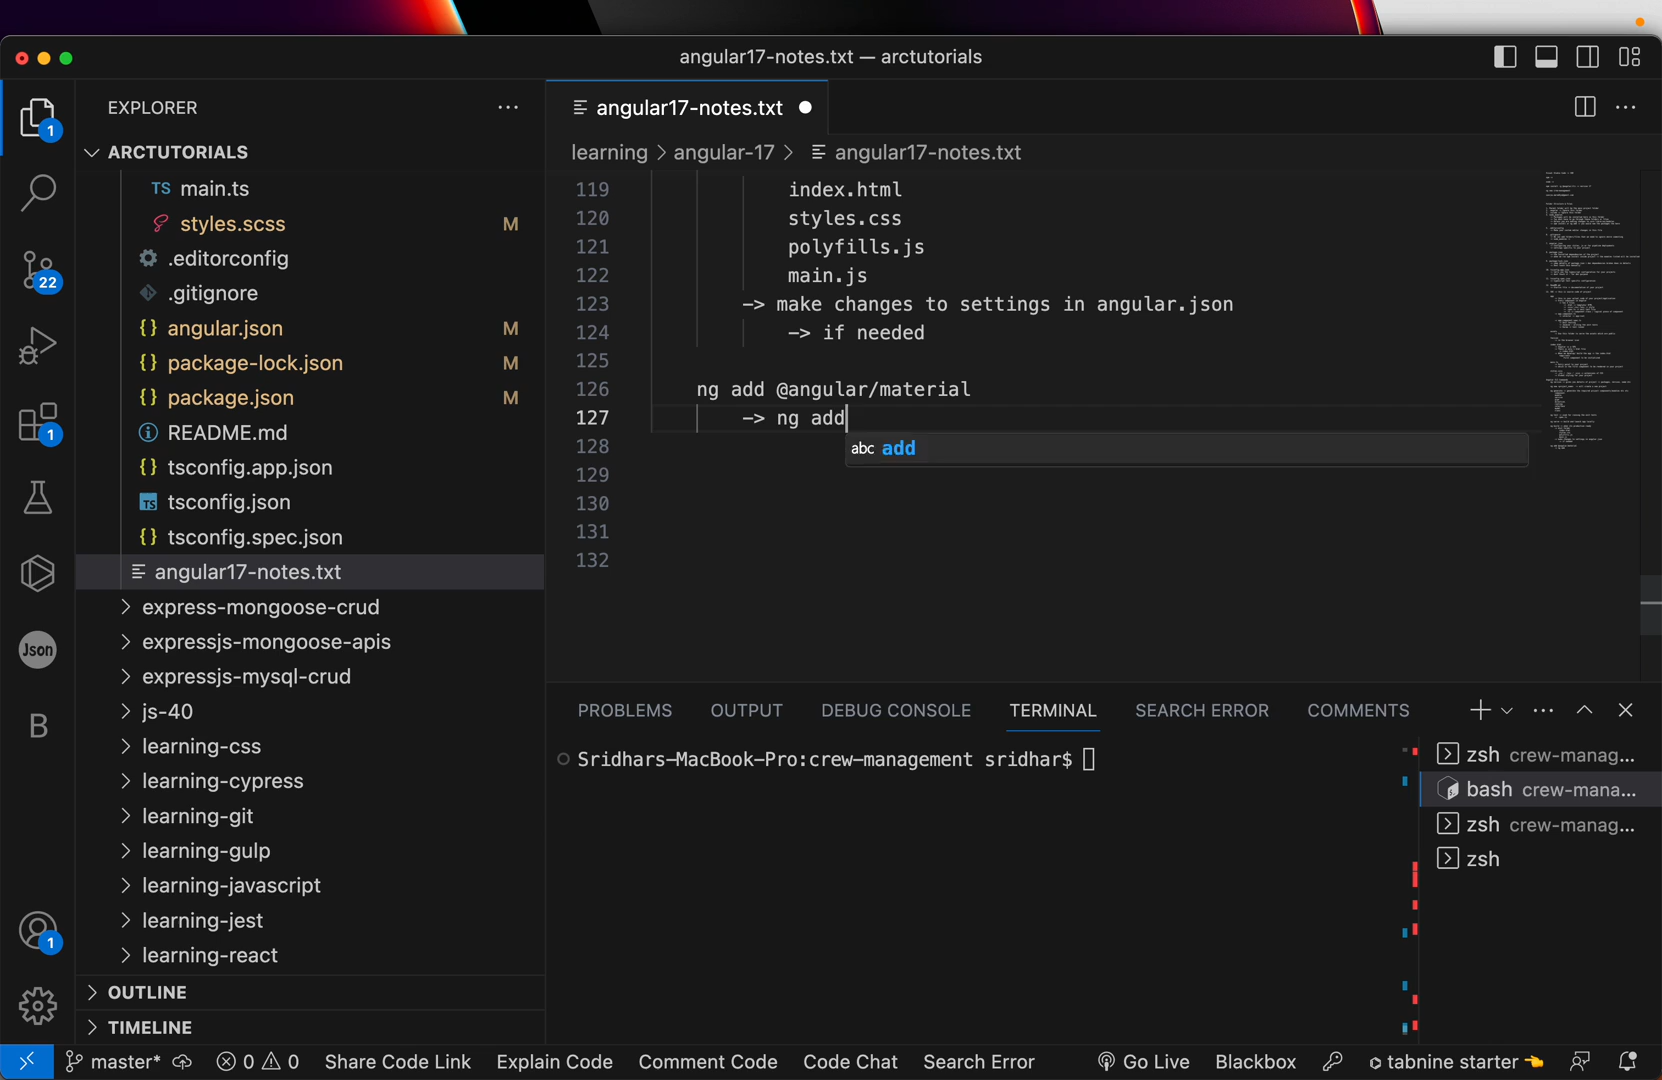 angular17-notes.txt — arctutorials
EXPLORER
ARCTUTORIALS
TS main.ts
styles.scss M
.editorconfig
.gitignore
{} angular.json M
{} package-lock.json M
{} package.json M
README.md
{} tsconfig.app.json
TS tsconfig.json
{} tsconfig.spec.json
angular17-notes.txt
express-mongoose-crud
expressjs-mongoose-apis
expressjs-mysql-crud
js-40
learning-css
learning-cypress
learning-git
learning-gulp
learning-javascript
learning-jest
learning-react
OUTLINE
TIMELINE
1
22
1
Json
B
1
angular17-notes.txt
learning > angular-17 > angular17-notes.txt
119 index.html
120 styles.css
121 polyfills.js
122 main.js
123 -> make changes to settings in angular.json
124 -> if needed
125
126 ng add @angular/material
127 -> ng add
128 abc add
129
130
131
132
PROBLEMS OUTPUT DEBUG CONSOLE TERMINAL SEARCH ERROR COMMENTS
Sridhars-MacBook-Pro:crew-management sridhar$
zsh crew-manag...
bash crew-mana...
zsh crew-manag...
zsh
master* 0 0 Share Code Link Explain Code Comment Code Code Chat Search Error Go Live Blackbox tabnine starter